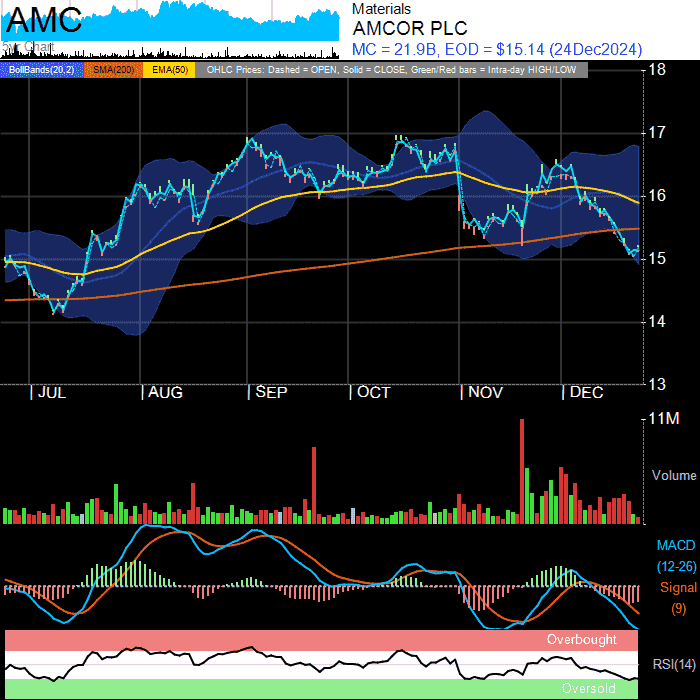 AMC
5yr Chart
Materials
AMCOR PLC
MC = 21.9B, EOD = $15.14 (24Dec2024)
BollBands(20,2) SMA(200) EMA(50) OHLC Prices: Dashed = OPEN, Solid = CLOSE, Green/Red bars = Intra-day HIGH/LOW
18
17
16
15
14
13
JUL AUG SEP OCT NOV DEC
11M
Volume
MACD
(12-26)
Signal
(9)
Overbought
RSI(14)
Oversold